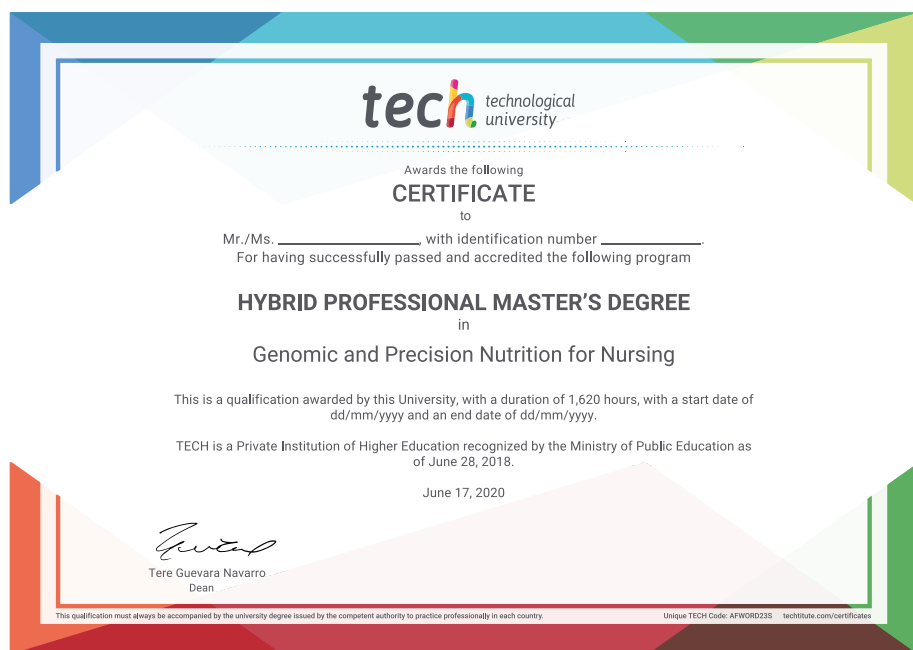 tech technological
university
Awards the following
CERTIFICATE
to
Mr./Ms. ____________________, with identification number ______________.
For having successfully passed and accredited the following program
HYBRID PROFESSIONAL MASTER'S DEGREE
in
Genomic and Precision Nutrition for Nursing
This is a qualification awarded by this University, with a duration of 1,620 hours, with a start date of
dd/mm/yyyy and an end date of dd/mm/yyyy.
TECH is a Private Institution of Higher Education recognized by the Ministry of Public Education as
of June 28, 2018.
June 17, 2020
Tere Guevara Navarro
Dean
This qualification must always be accompanied by the university degree issued by the competent authority to practice professionally in each country. Unique TECH Code: AFWORD23S techtitute.com/certificates